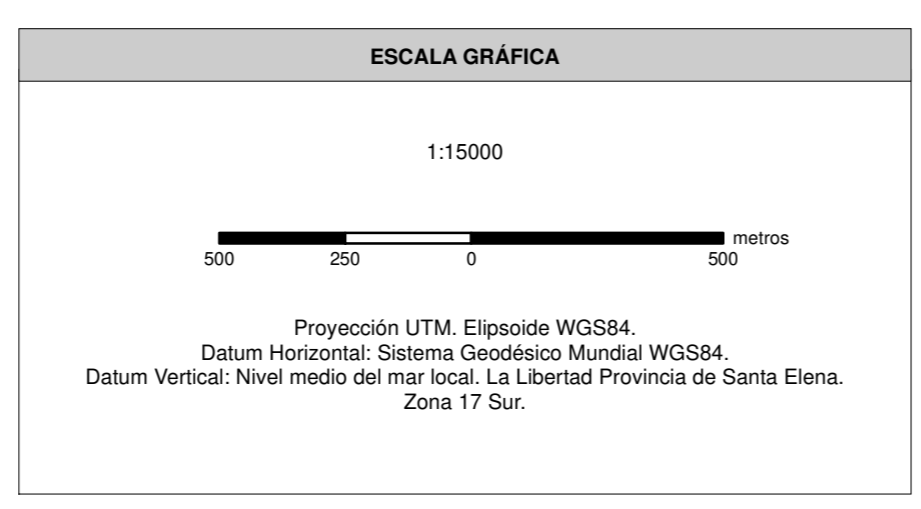 ESCALA GRÁFICA
1:15000
metros
500 250 0 500
Proyección UTM. Elipsoide WGS84.
Datum Horizontal: Sistema Geodésico Mundial WGS84.
Datum Vertical: Nivel medio del mar local. La Libertad Provincia de Santa Elena.
Zona 17 Sur.